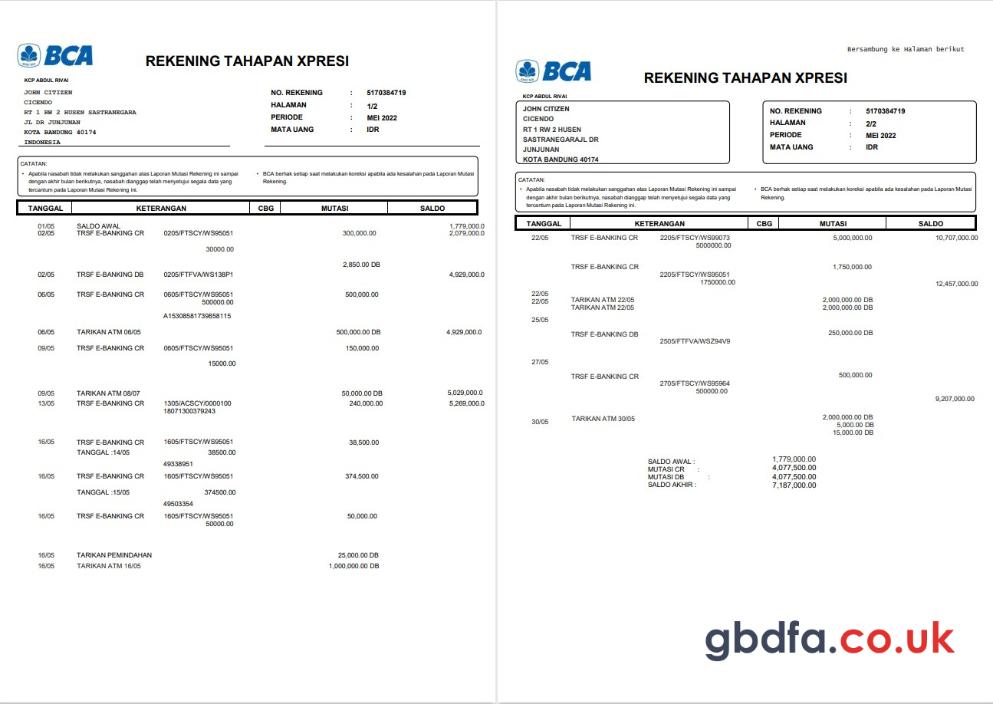 BCA
REKENING TAHAPAN XPRESI
KCP ABDUL RIVAI
JOHN CITIZEN
CICENDO
RT 1 RW 2 HUSEN SASTRANEGARA
JL DR JUNJUNAN
KOTA BANDUNG 40174
INDONESIA
NO. REKENING : 5170384719
HALAMAN : 1/2
PERIODE : MEI 2022
MATA UANG : IDR
CATATAN:
• Apabila nasabah tidak melakukan sanggahan atas Laporan Mutasi Rekening ini sampai
dengan akhir bulan berikutnya, nasabah dianggap telah menyetujui segala data yang
tercantum pada Laporan Mutasi Rekening ini.
• BCA berhak setiap saat melakukan koreksi apabila ada kesalahan pada Laporan Mutasi
Rekening.
TANGGAL KETERANGAN CBG MUTASI SALDO
01/05 SALDO AWAL 1,779,000.0
02/05 TRSF E-BANKING CR 0205/FTSCY/WS95051 300,000.00 2,079,000.0
30000.00
2,850.00 DB
02/05 TRSF E-BANKING DB 0205/FTFVA/WS138P1 4,929,000.0
06/05 TRSF E-BANKING CR 0605/FTSCY/WS95051 500,000.00
500000.00
A15308581739658115
06/05 TARIKAN ATM 06/05 500,000.00 DB 4,929,000.0
09/05 TRSF E-BANKING CR 0605/FTSCY/WS95051 150,000.00
15000.00
09/05 TARIKAN ATM 08/07 50,000.00 DB 5,029,000.0
13/05 TRSF E-BANKING CR 1305/ACSCY/0000100 240,000.00 5,269,000.0
18071300379243
16/05 TRSF E-BANKING CR 1605/FTSCY/WS95051 38,500.00
TANGGAL :14/05 38500.00
49338951
16/05 TRSF E-BANKING CR 1605/FTSCY/WS95051 374,500.00
TANGGAL :15/05 374500.00
49503354
16/05 TRSF E-BANKING CR 1605/FTSCY/WS95051 50,000.00
50000.00
16/05 TARIKAN PEMINDAHAN 25,000.00 DB
16/05 TARIKAN ATM 16/05 1,000,000.00 DB
Bersambung ke Halaman berikut
BCA
REKENING TAHAPAN XPRESI
KCP ABDUL RIVAI
JOHN CITIZEN
CICENDO
RT 1 RW 2 HUSEN
SASTRANEGARAJL DR
JUNJUNAN
KOTA BANDUNG 40174
NO. REKENING : 5170384719
HALAMAN : 2/2
PERIODE : MEI 2022
MATA UANG : IDR
CATATAN:
• Apabila nasabah tidak melakukan sanggahan atas Laporan Mutasi Rekening ini sampai
dengan akhir bulan berikutnya, nasabah dianggap telah menyetujui segala data yang
tercantum pada Laporan Mutasi Rekening ini.
• BCA berhak setiap saat melakukan koreksi apabila ada kesalahan pada Laporan Mutasi
Rekening.
TANGGAL KETERANGAN CBG MUTASI SALDO
22/05 TRSF E-BANKING CR 2205/FTSCY/WS99073 5,000,000.00 10,707,000.00
5000000.00
TRSF E-BANKING CR 1,750,000.00
2205/FTSCY/WS95051
1750000.00 12,457,000.00
22/05
22/05 TARIKAN ATM 22/05 2,000,000.00 DB
TARIKAN ATM 22/05 2,000,000.00 DB
25/05
TRSF E-BANKING DB 250,000.00 DB
2505/FTFVA/WSZ94V9
27/05
TRSF E-BANKING CR 500,000.00
2705/FTSCY/WS95964
500000.00
9,207,000.00
30/05 TARIKAN ATM 30/05 2,000,000.00 DB
5,000.00 DB
15,000.00 DB
SALDO AWAL : 1,779,000.00
MUTASI CR : 4,077,500.00
MUTASI DB : 4,077,500.00
SALDO AKHIR : 7,187,000.00
gbdfa.co.uk